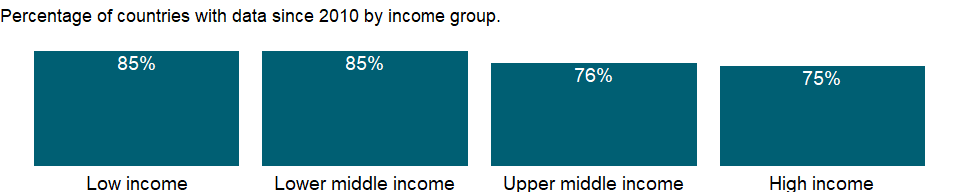 Percentage of countries with data since 2010 by income group.
85%
85%
76%
75%
Low income
Lower middle income
Upper middle income
High income